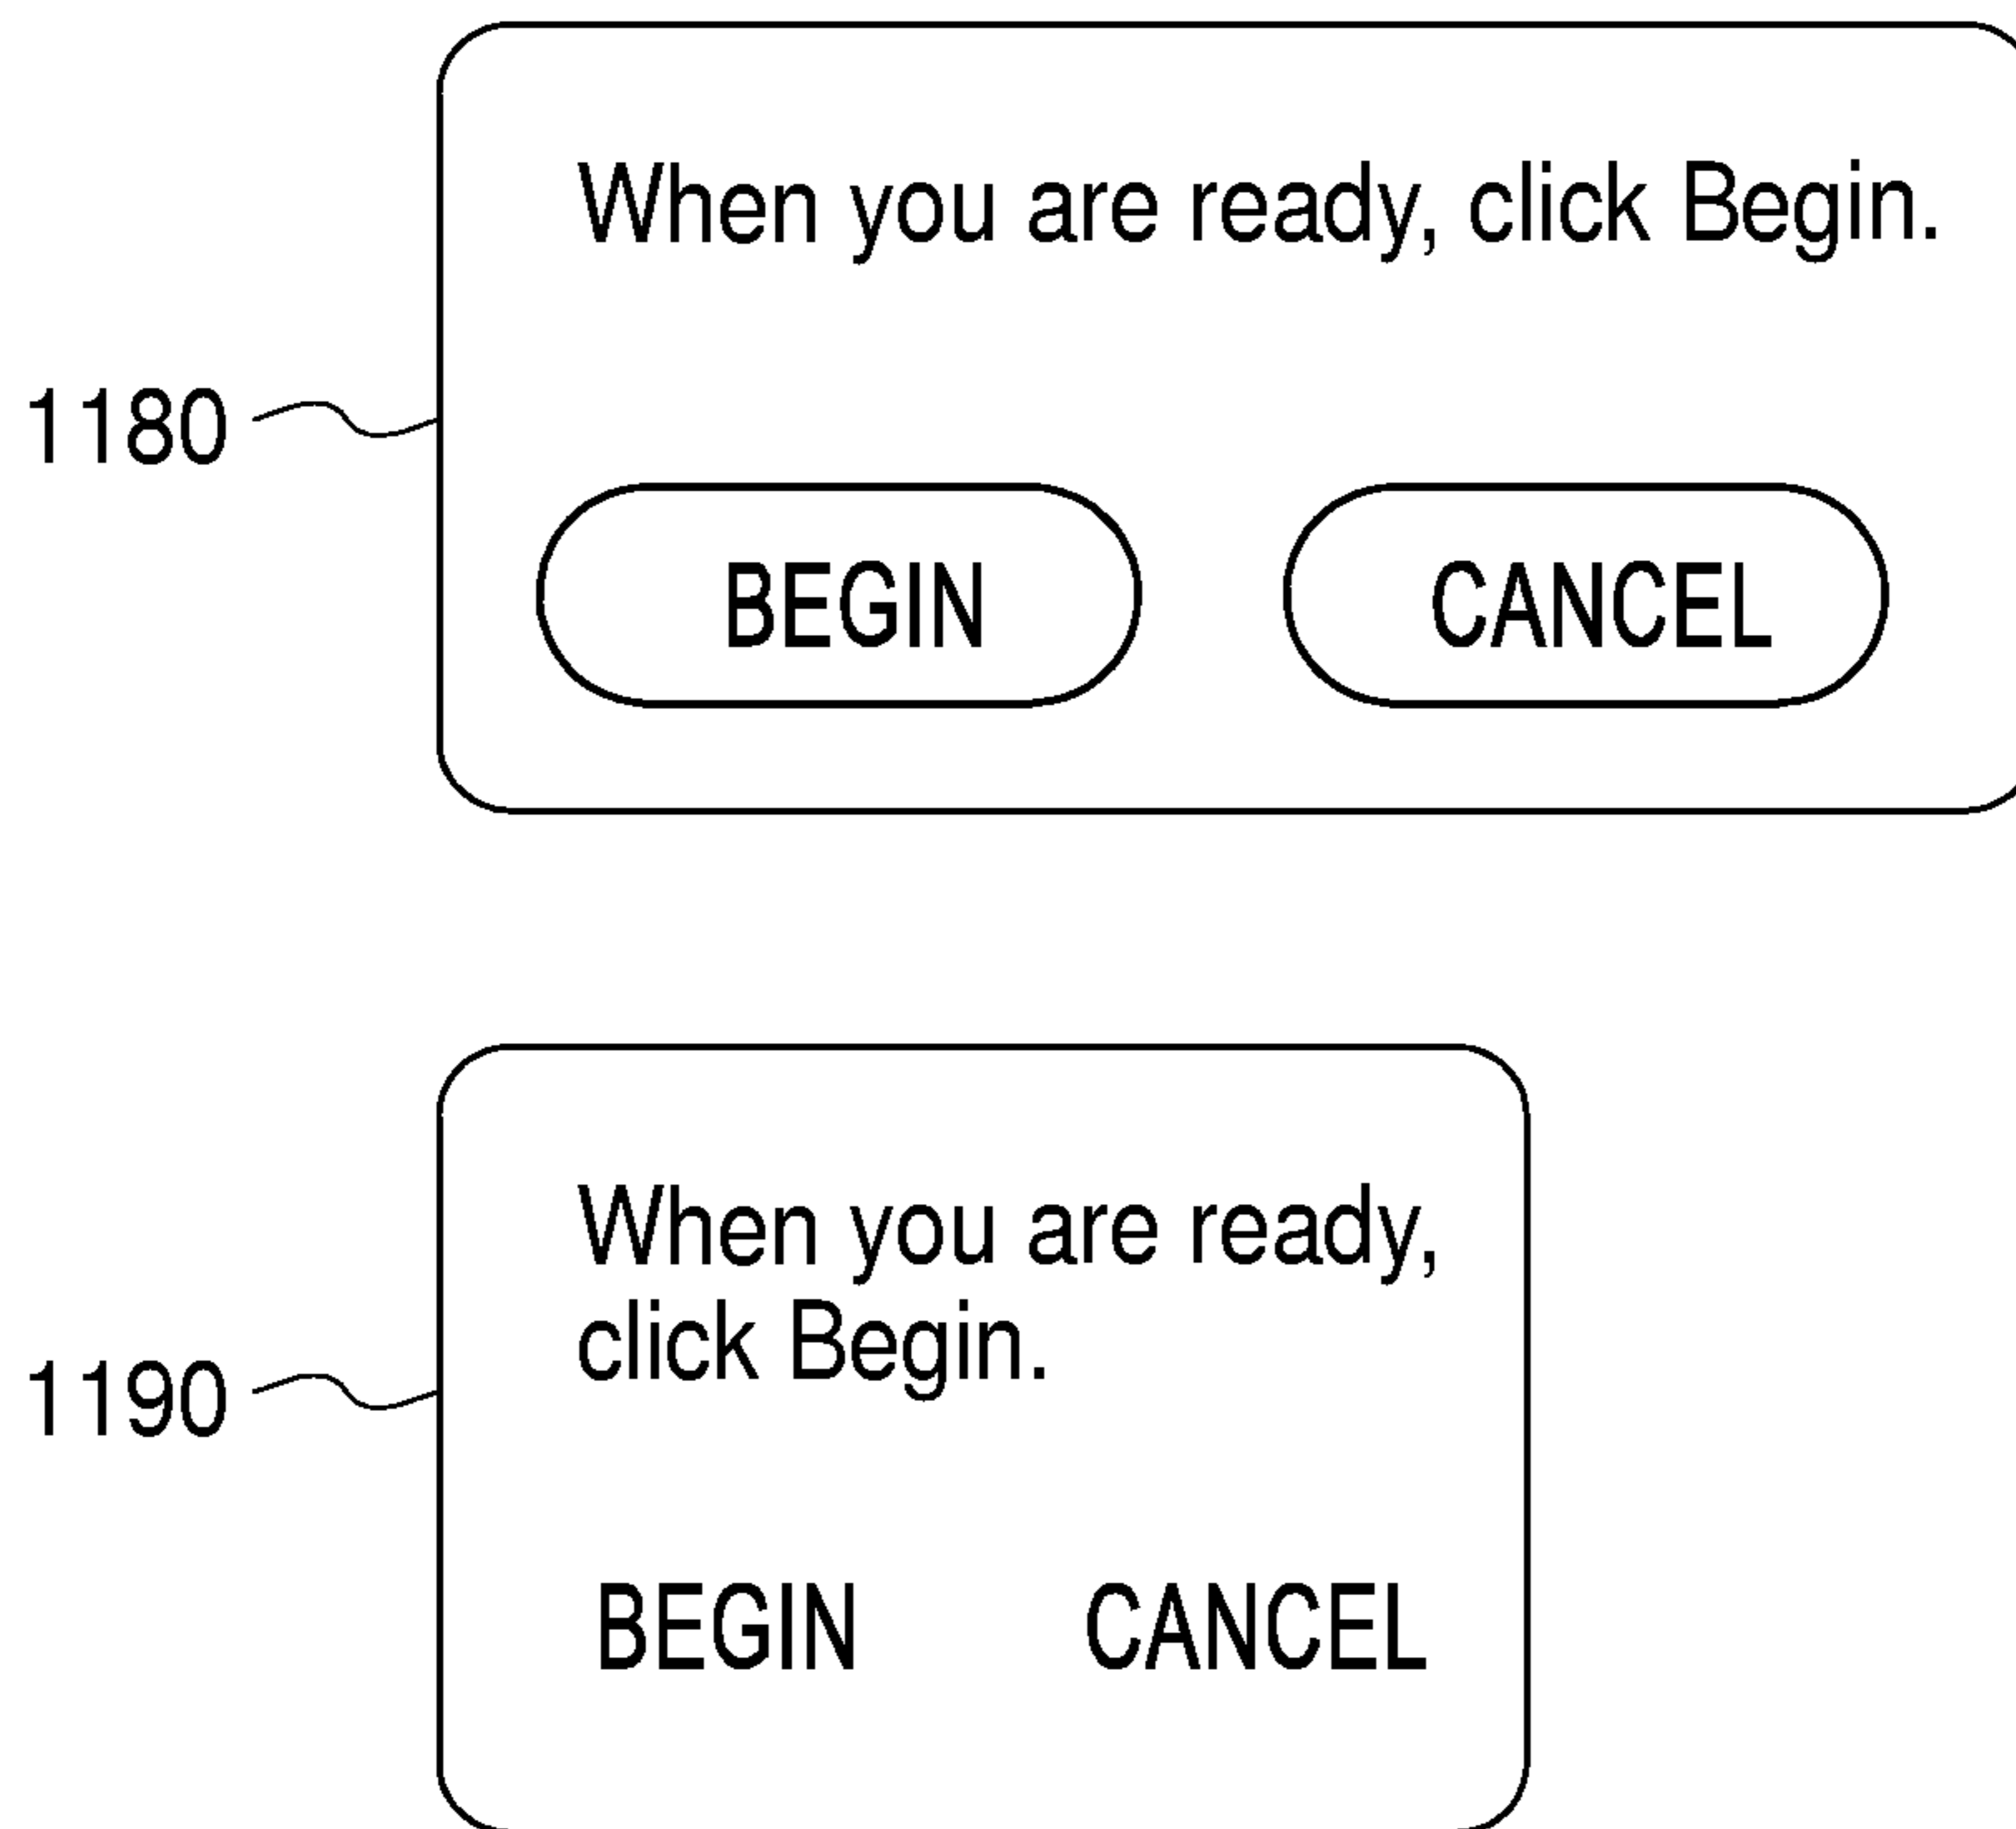 When you are ready, click Begin.
1180
BEGIN CANCEL
When you are ready,
click Begin.
1190
BEGIN CANCEL